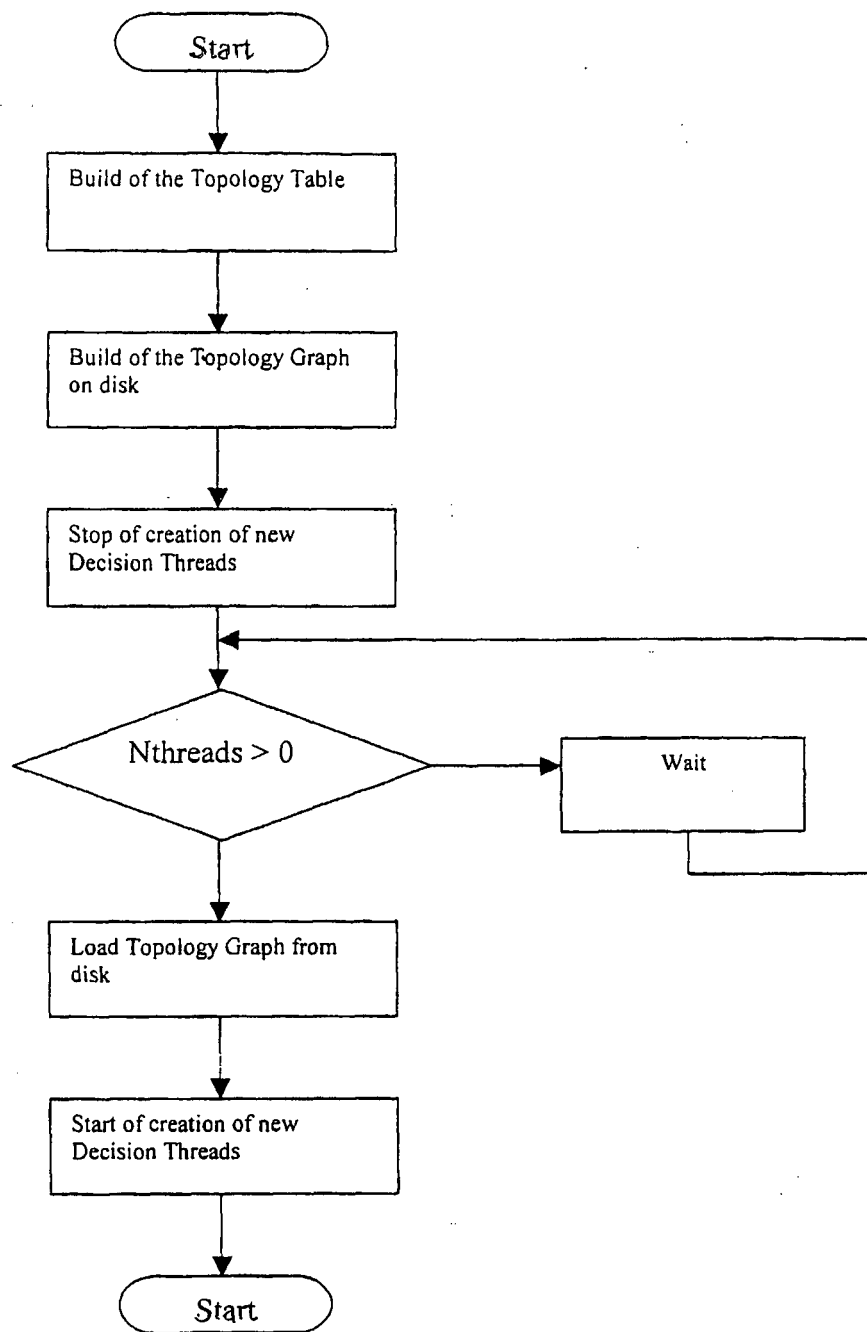 Start
Build of the Topology Table
Build of the Topology Graph
on disk
Stop of creation of new
Decision Threads
Nthreads > 0
Wait
Load Topology Graph from
disk
Start of creation of new
Decision Threads
Start